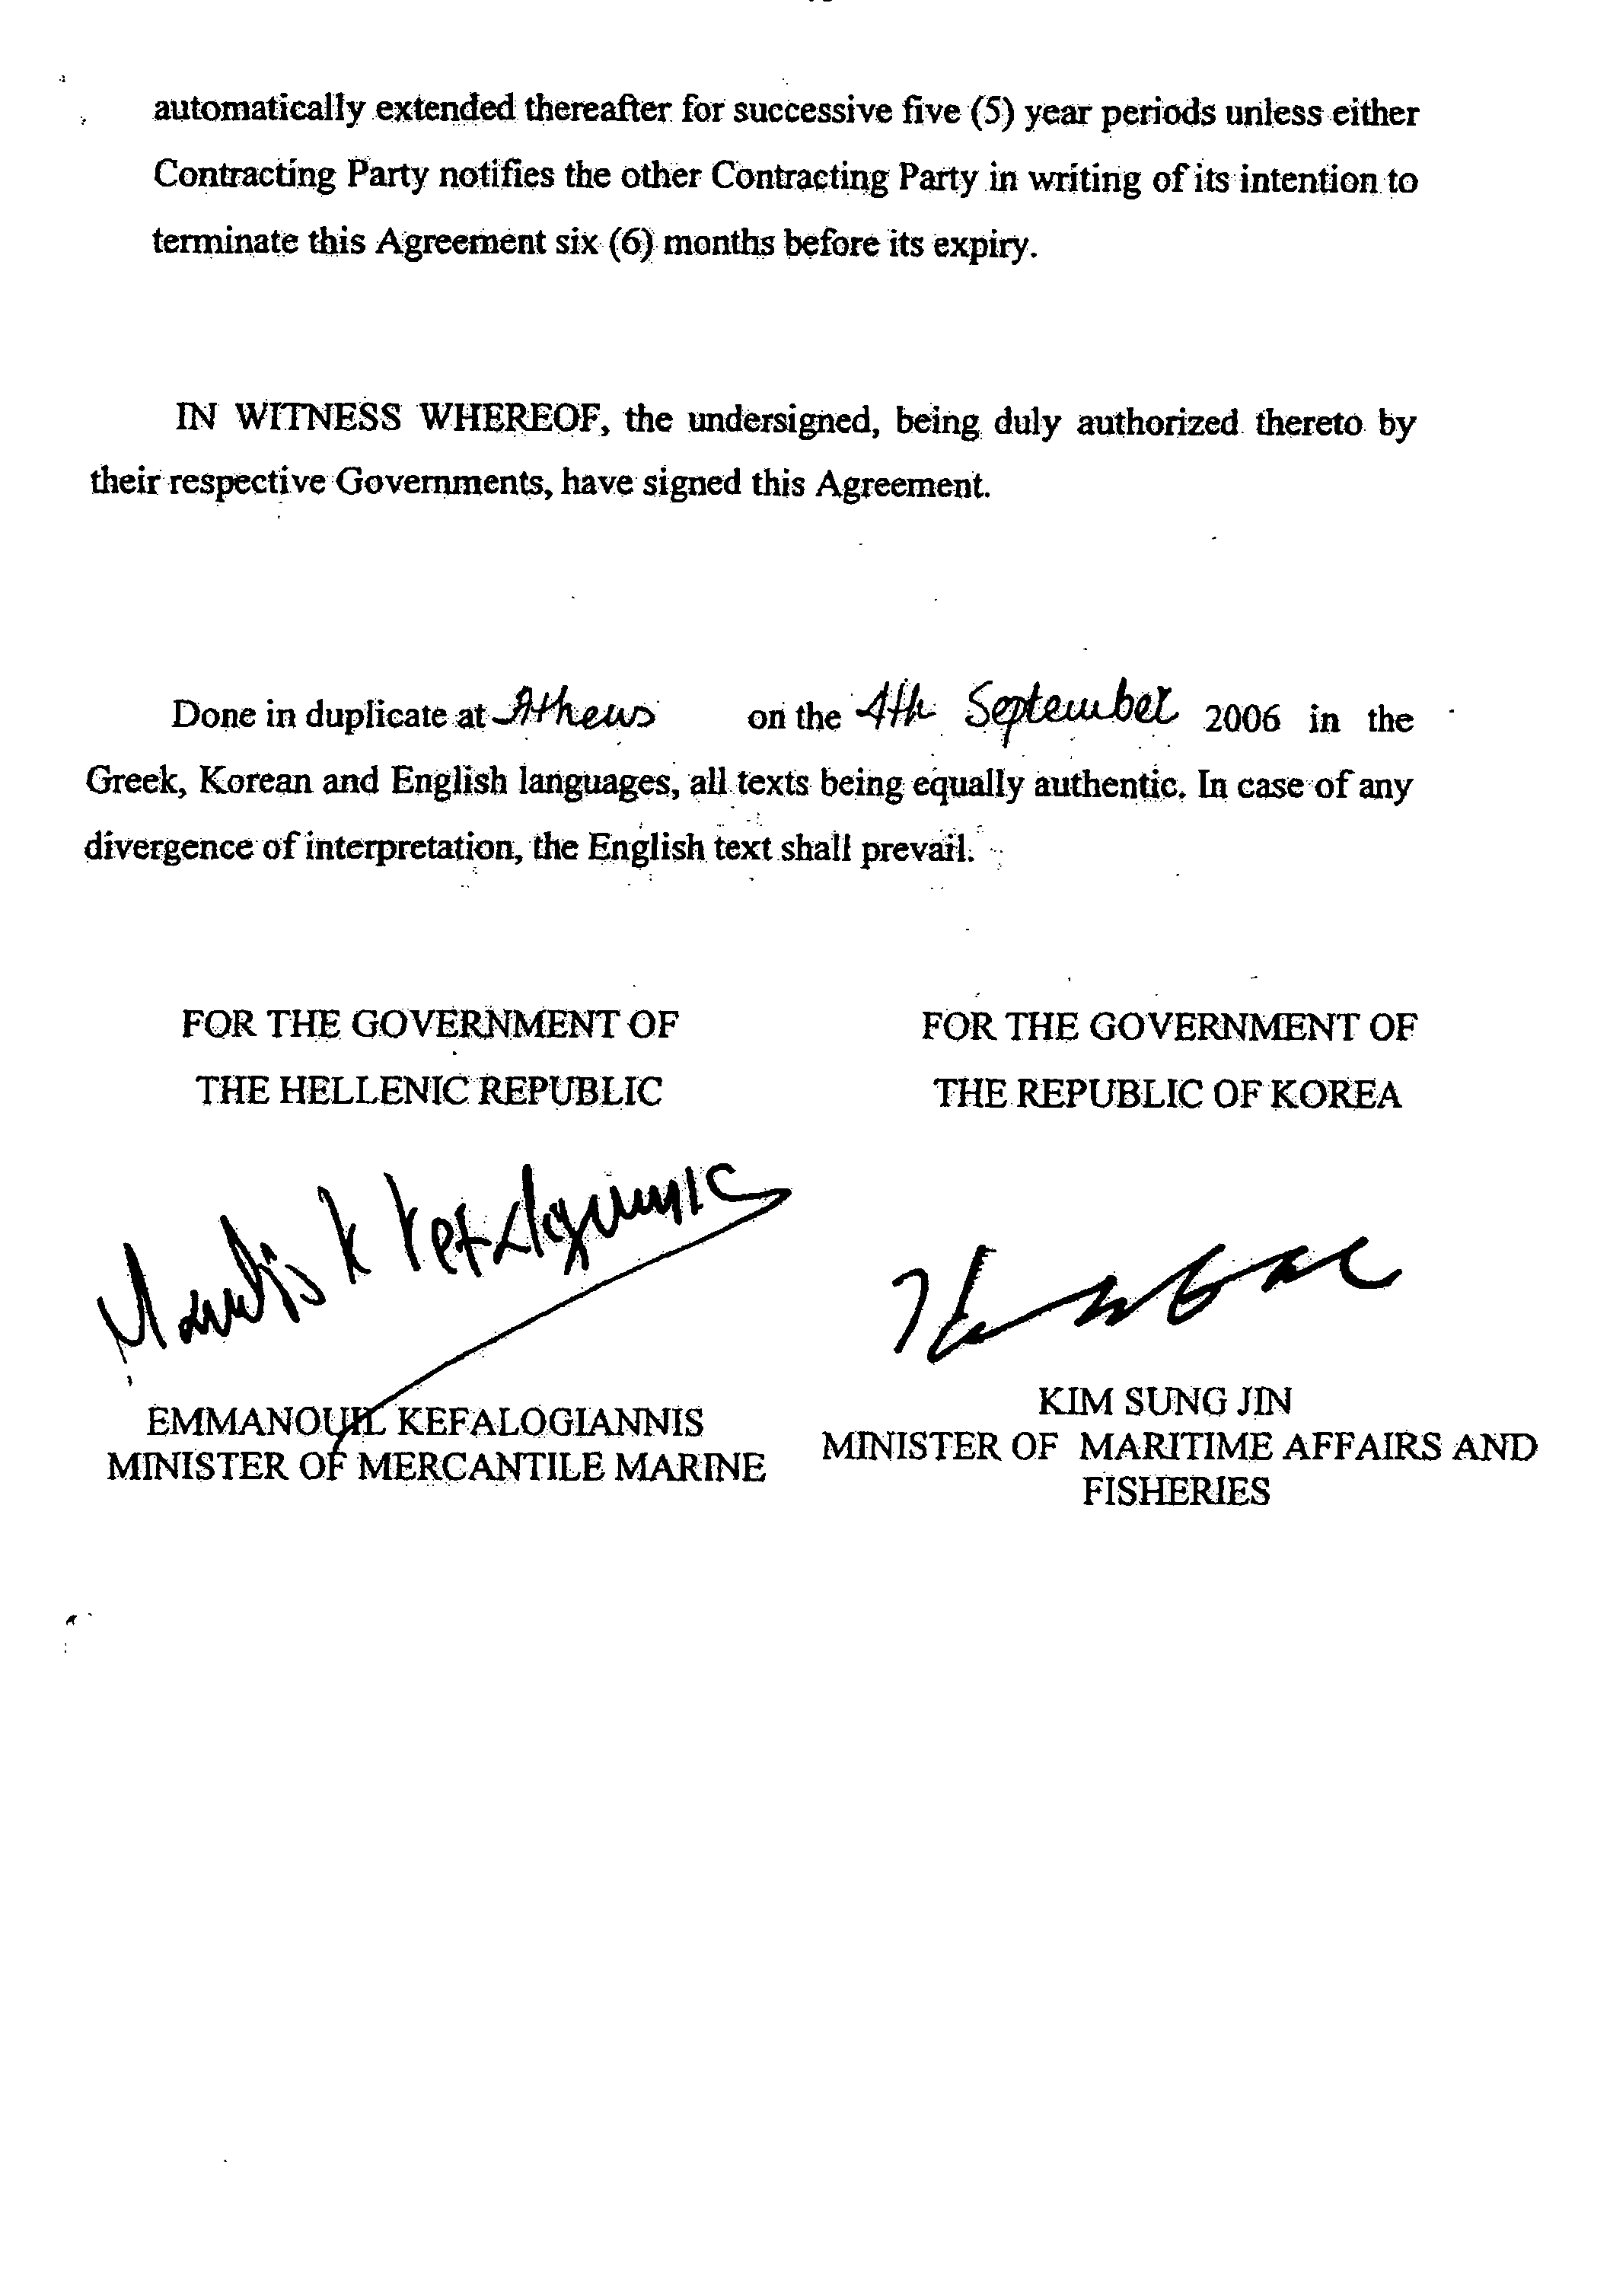 automatically extended thereafter for successive five (5) year periods unless either
Contracting Party notifies the other Contracting Party in writing of its intention to
terminate this Agreement six (6) months before its expiry.
IN WITNESS WHEREOF, the undersigned, being duly authorized thereto by
their respective Governments, have signed this Agreement.
Done in duplicate at Athens on the 4th September 2006 in the
Greek, Korean and English languages, all texts being equally authentic. In case of any
divergence of interpretation, the English text shall prevail.
FOR THE GOVERNMENT OF
THE HELLENIC REPUBLIC
EMMANOUIL KEFALOGIANNIS
MINISTER OF MERCANTILE MARINE
FOR THE GOVERNMENT OF
THE REPUBLIC OF KOREA
KIM SUNG JIN
MINISTER OF MARITIME AFFAIRS AND
FISHERIES